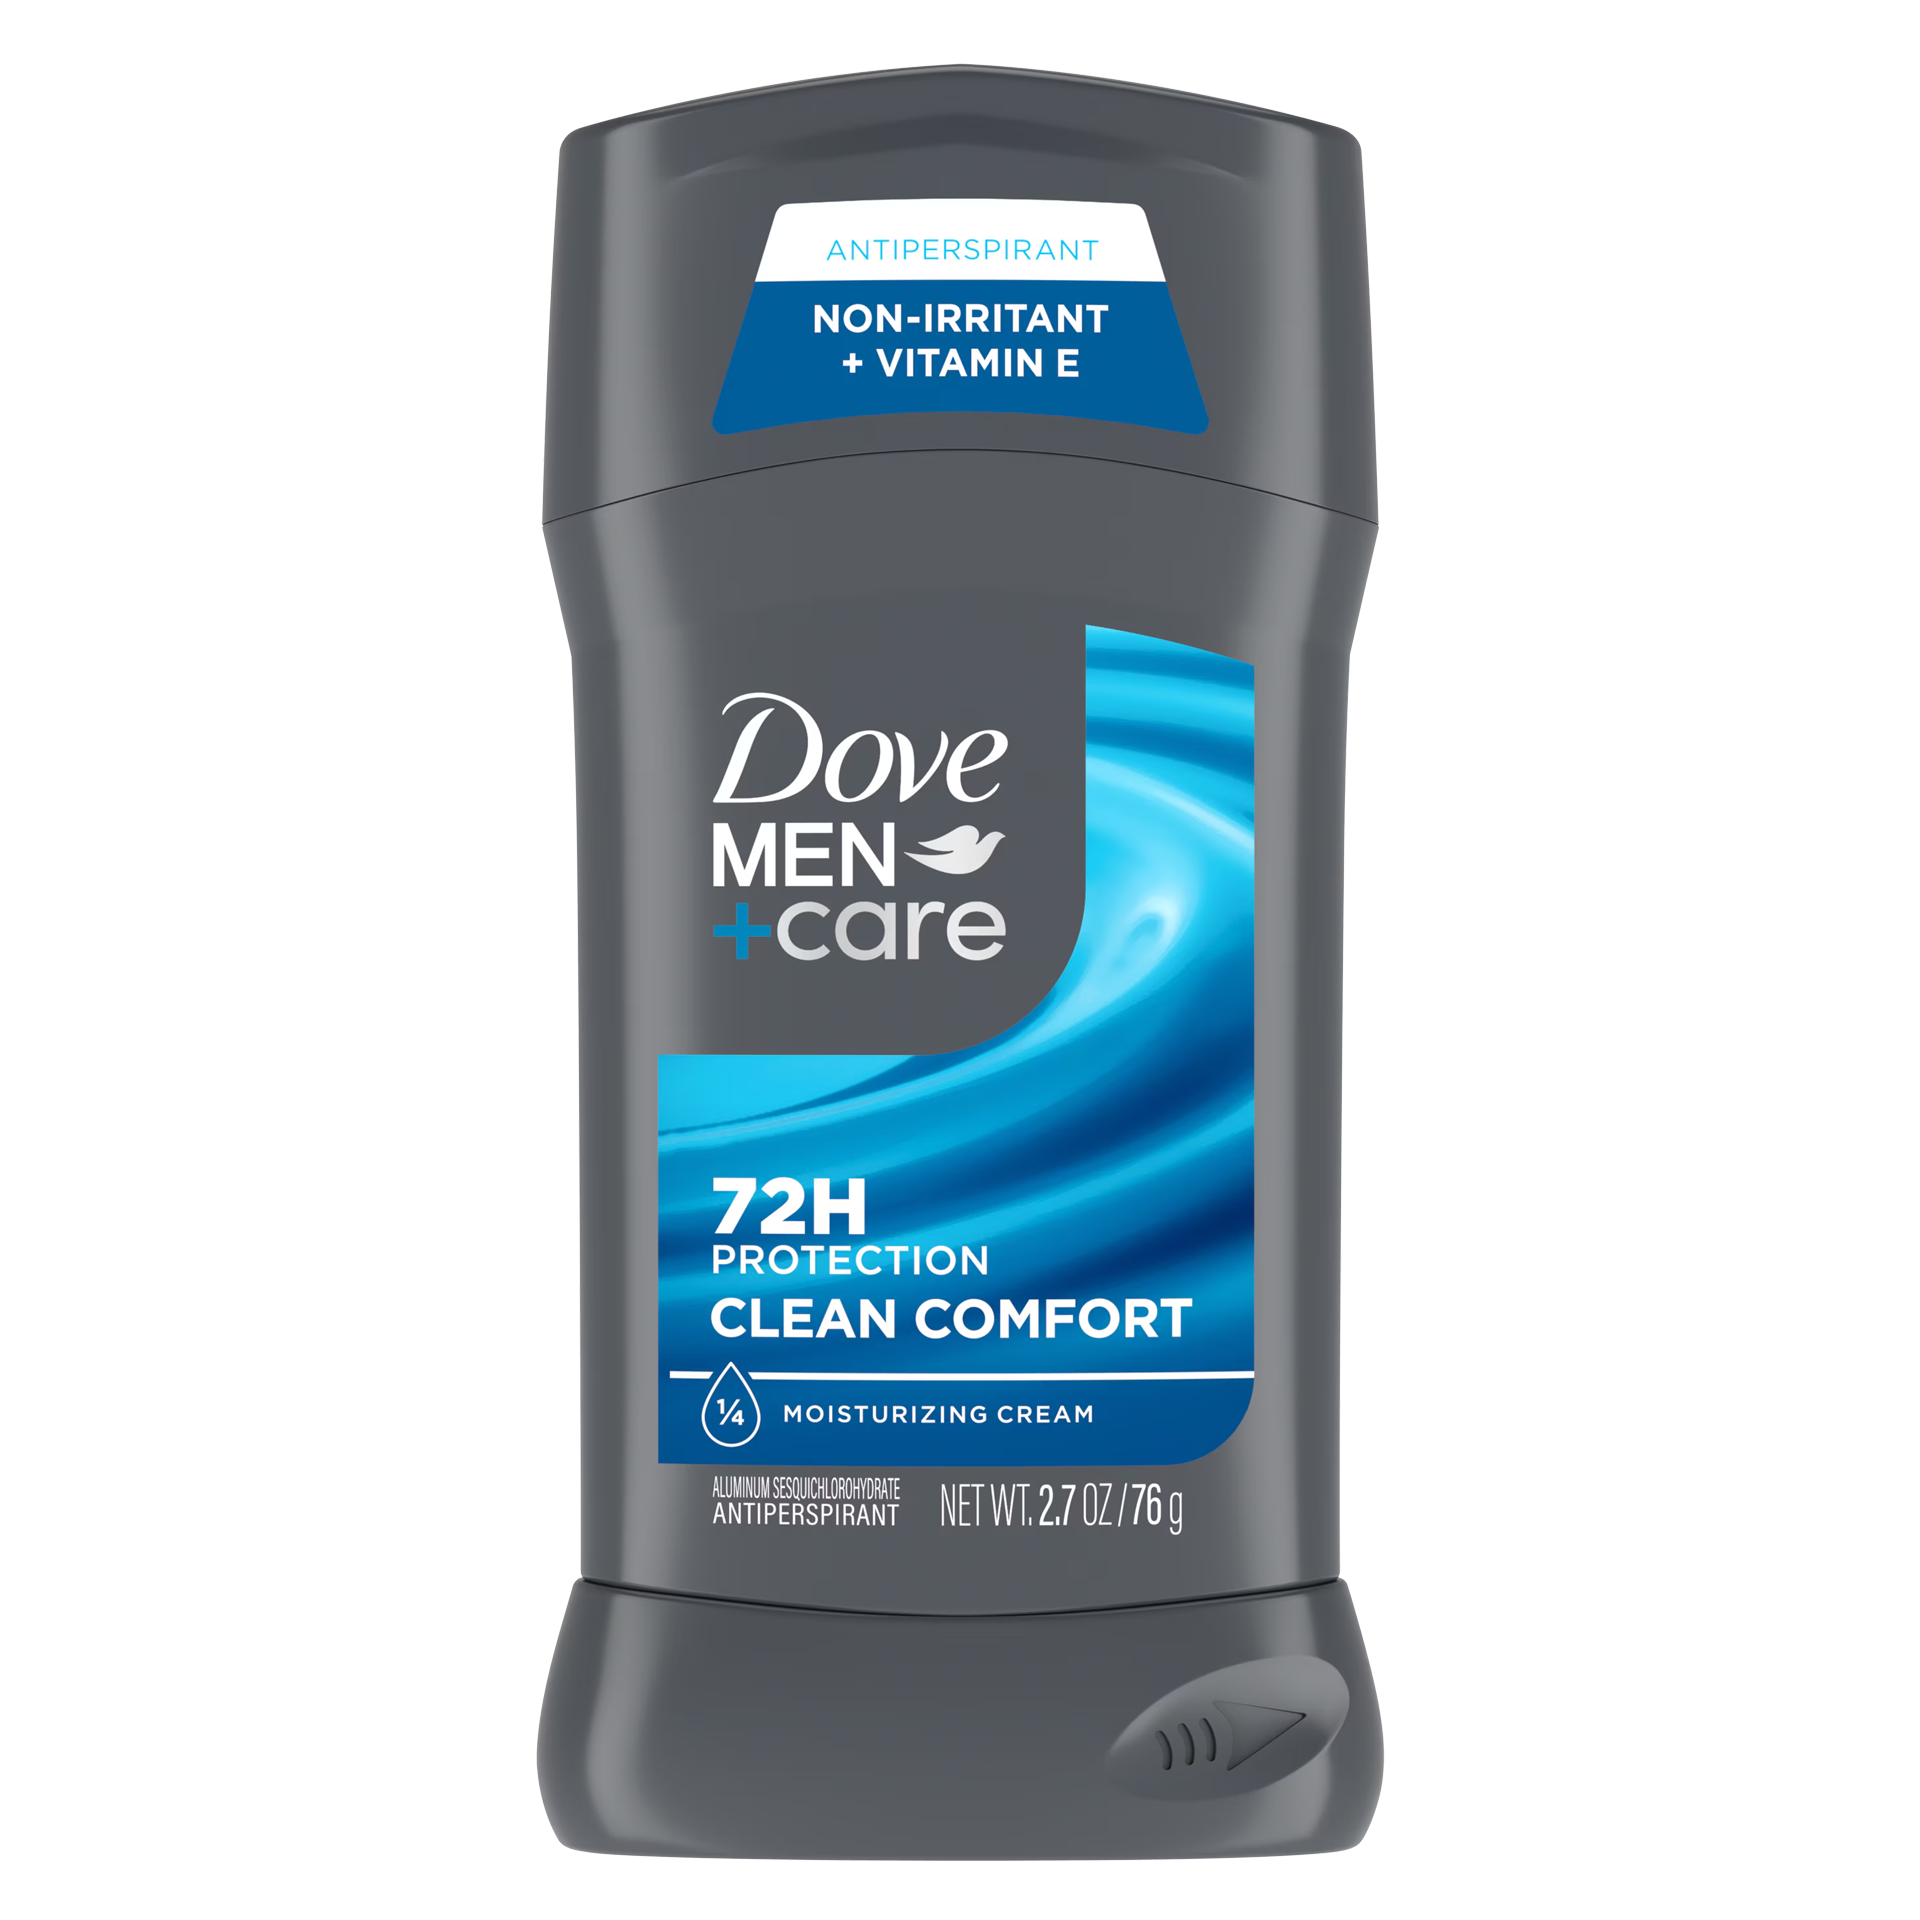 ANTIPERSPIRANT
NON-IRRITANT
+ VITAMIN E
Dove
MEN
+care
72H
PROTECTION
CLEAN COMFORT
1/4 MOISTURIZING CREAM
ALUMINUM SESQUICHLOROHYDRATE
ANTIPERSPIRANT
NET WT. 2.7 OZ / 76 g